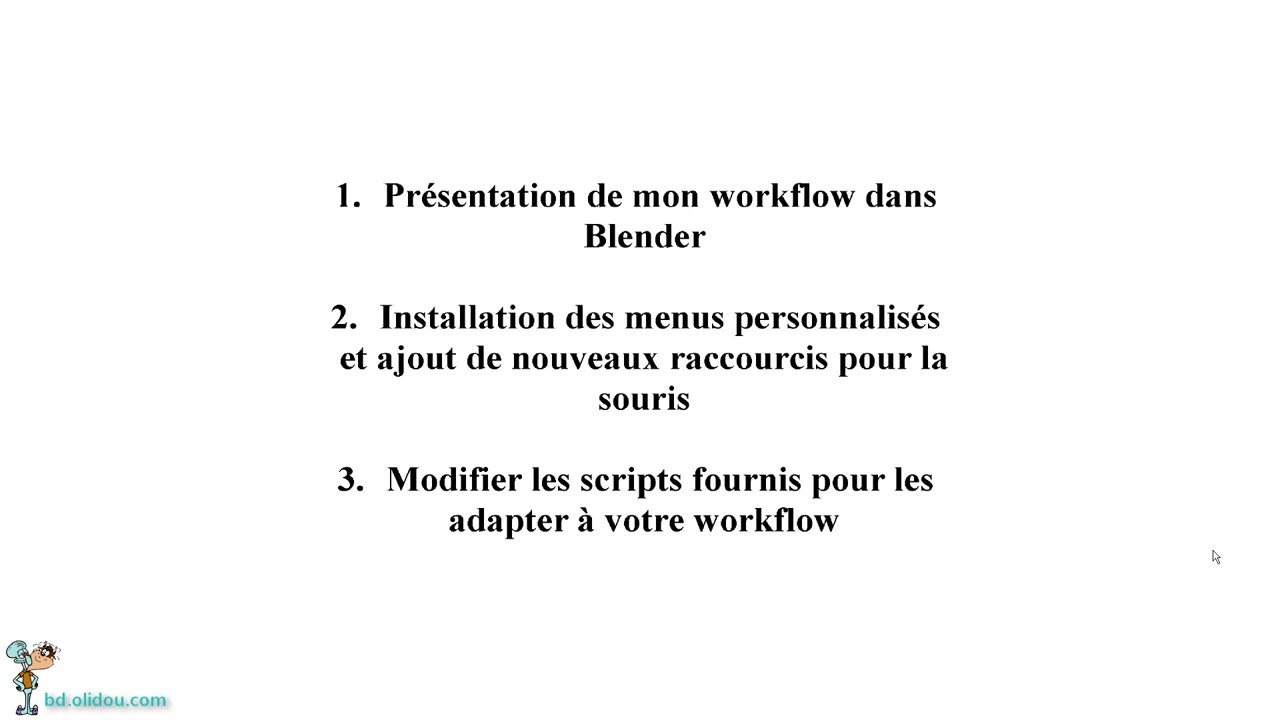 1. Présentation de mon workflow dans
Blender
2. Installation des menus personnalisés
et ajout de nouveaux raccourcis pour la
souris
3. Modifier les scripts fournis pour les
adapter à votre workflow
bd.olidou.com